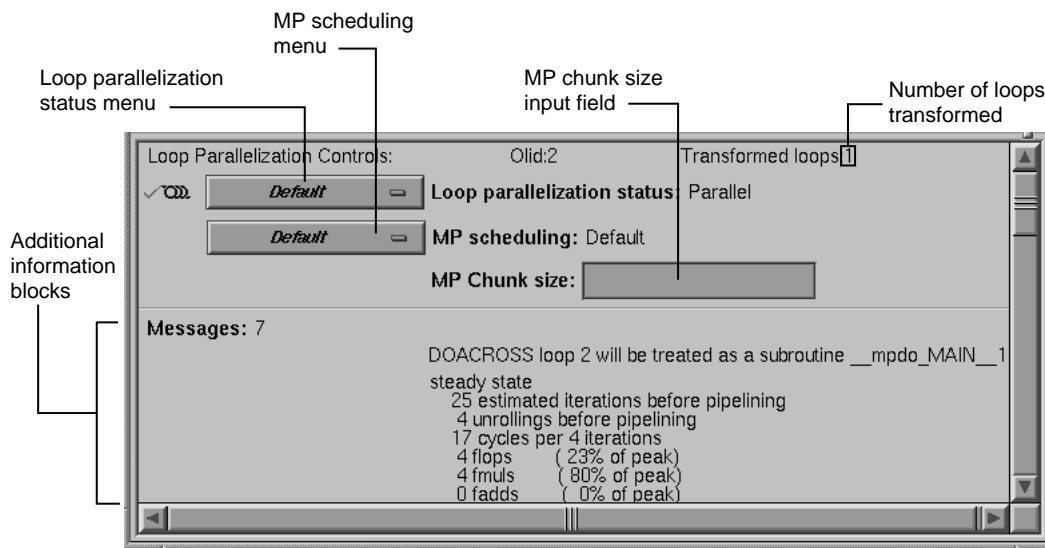 MP scheduling
menu
Loop parallelization
status menu
MP chunk size
input field
Number of loops
transformed
Loop Parallelization Controls: Olid:2 Transformed loops:1
Default Loop parallelization status: Parallel
Default MP scheduling: Default
MP Chunk size:
Additional
information
blocks
Messages: 7
DOACROSS loop 2 will be treated as a subroutine __mpdo_MAIN__1
steady state
25 estimated iterations before pipelining
4 unrollings before pipelining
17 cycles per 4 iterations
4 flops ( 23% of peak)
4 fmuls ( 80% of peak)
0 fadds ( 0% of peak)